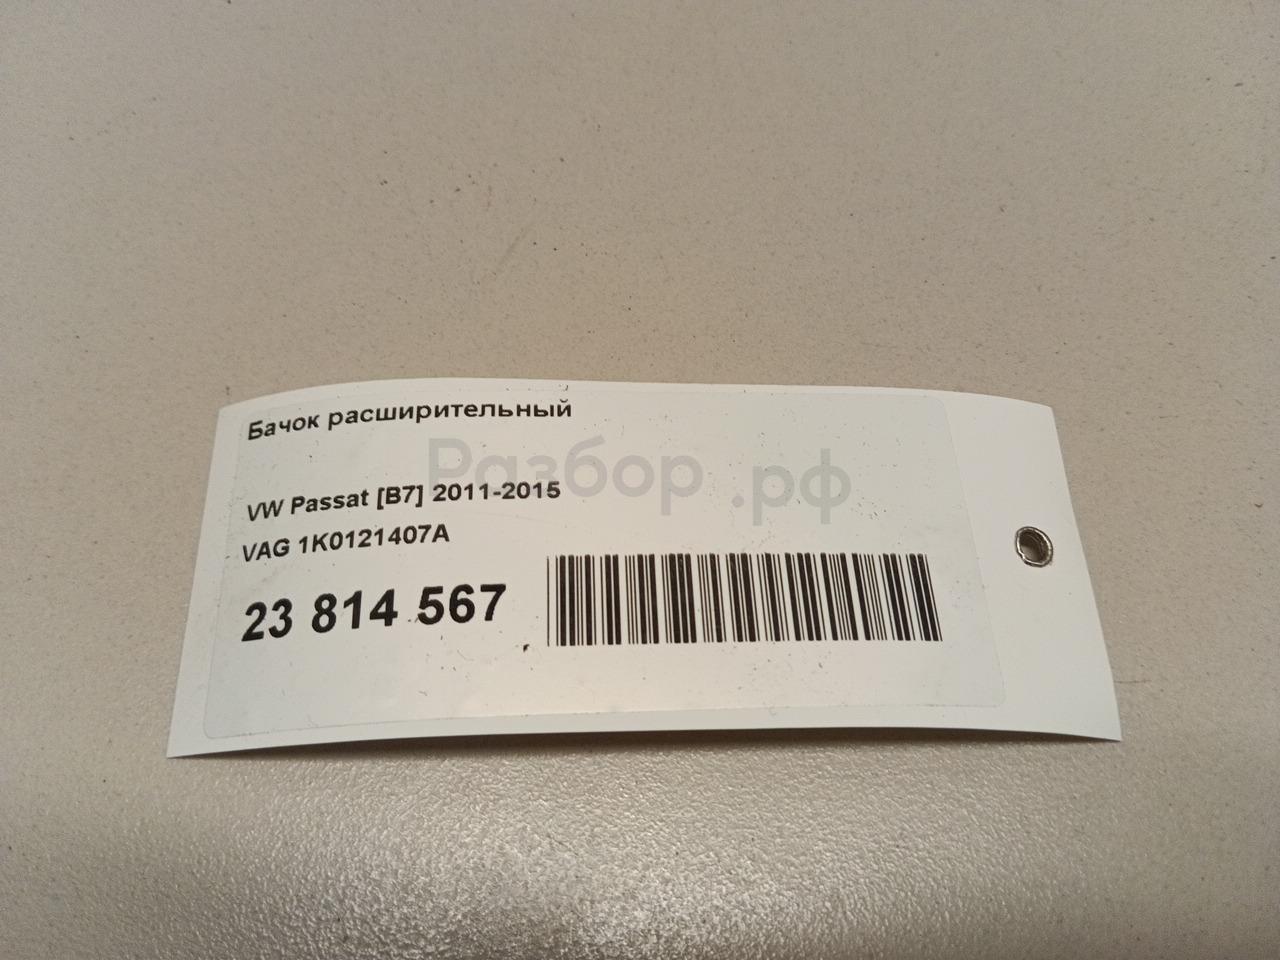 Бачок расширительный
Разбор.рф
VW Passat [B7] 2011-2015
VAG 1K0121407A
23 814 567